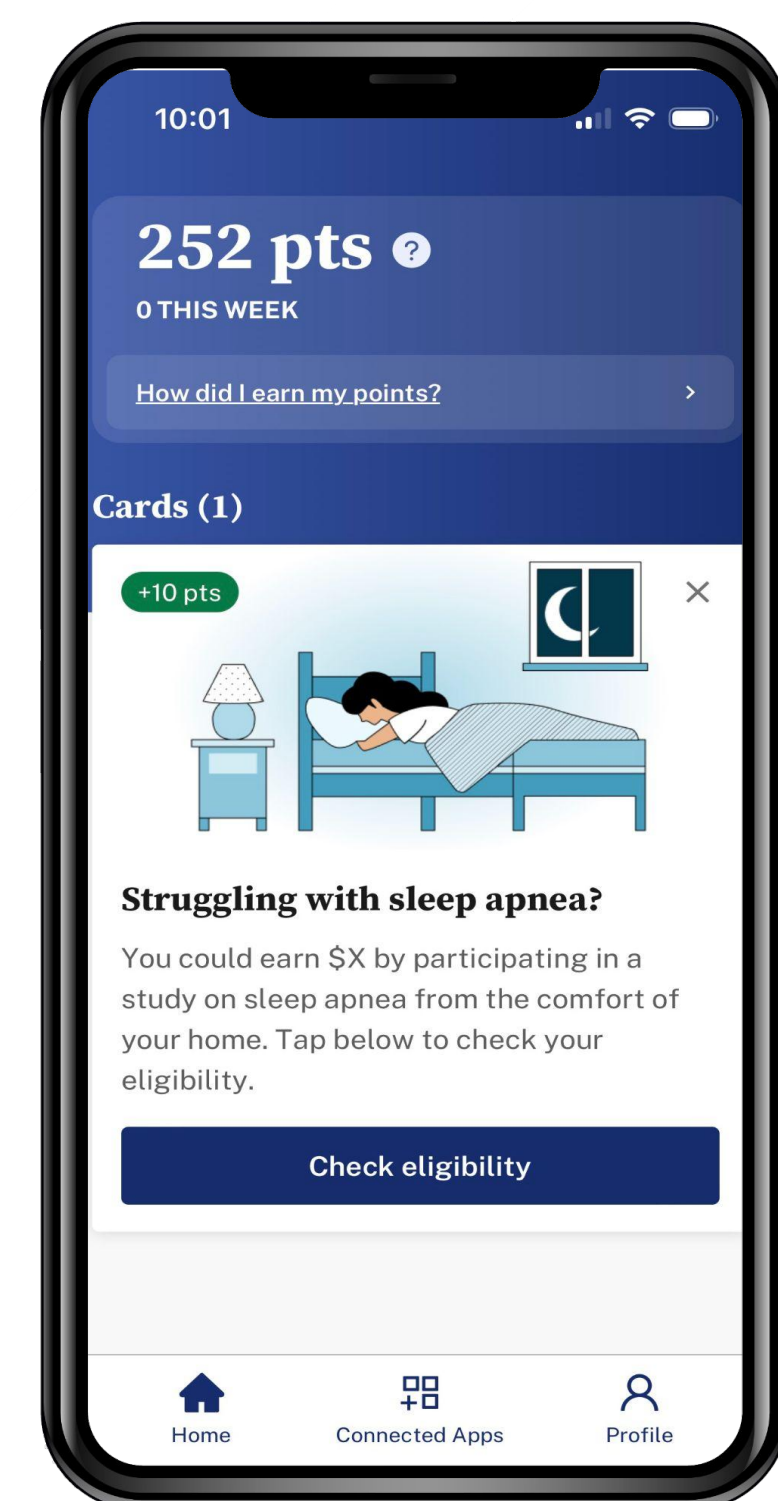 10:01
252 pts ?
0 THIS WEEK
How did I earn my points?
Cards (1)
+10 pts
Struggling with sleep apnea?
You could earn $X by participating in a
study on sleep apnea from the comfort of
your home. Tap below to check your
eligibility.
Check eligibility
Home
Connected Apps
Profile